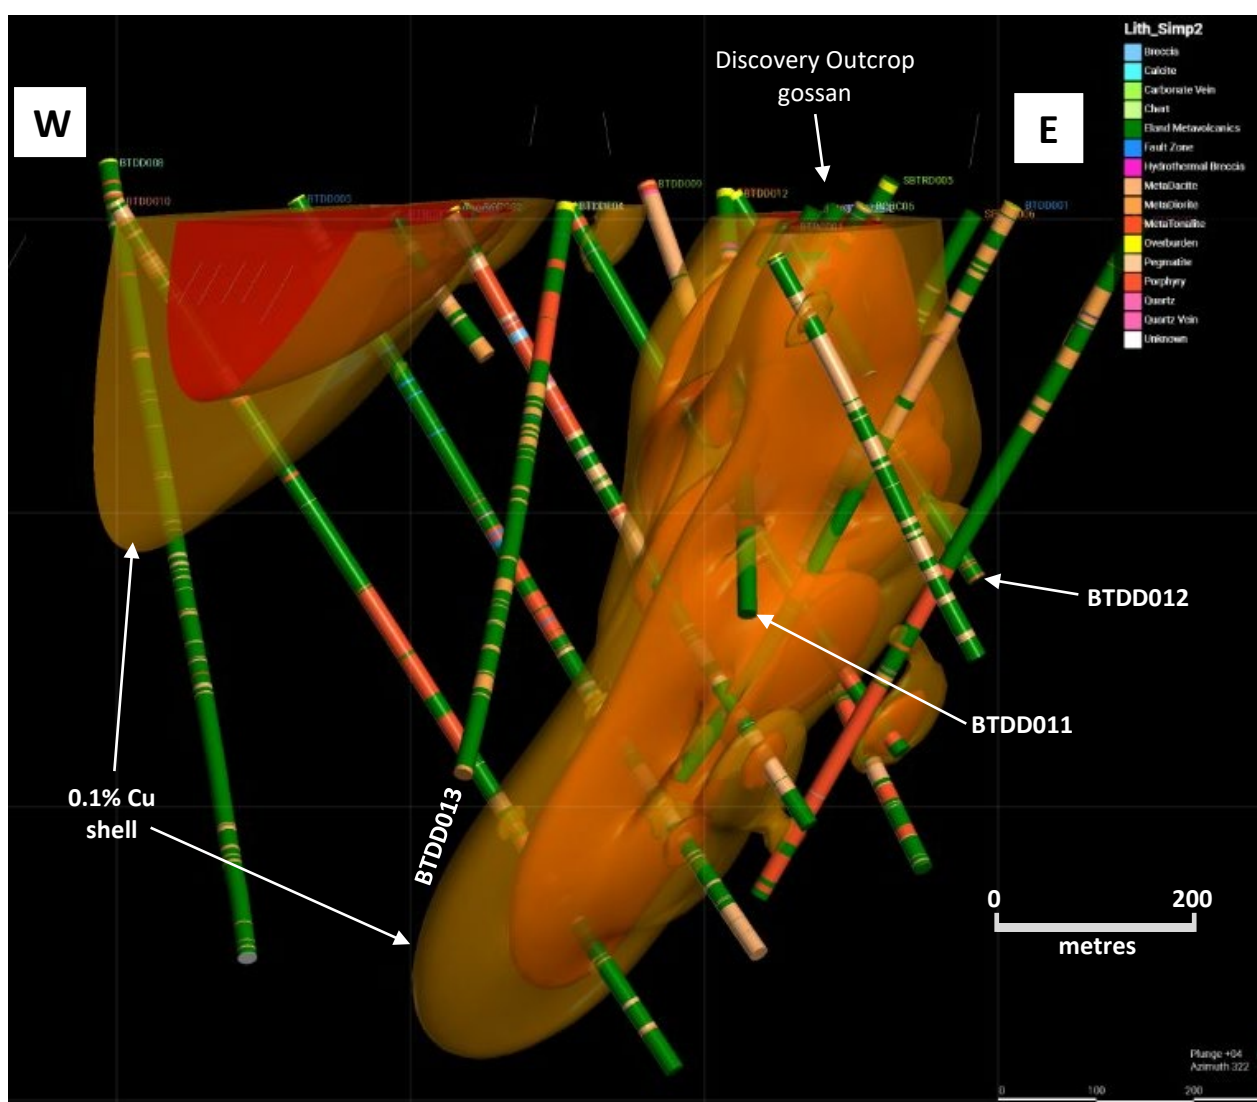 Lith_Simp2
Breccia
Calcite
Carbonate Vein
Chert
Eland Metavolcanics
Fault Zone
Hydrothermal Breccia
MetaDacite
MetaDiorite
MetaTonalite
Overburden
Pegmatite
Porphyry
Quartz
Quartz Vein
Unknown
Discovery Outcrop
gossan
W
E
BTDD008
BTDD010
BTDD009
BTDD012
SBTRD005
BTDD001
BTDD012
BTDD011
0.1% Cu
shell
BTDD013
0 200
metres
Plunge +04
Azimuth 322
0 100 200